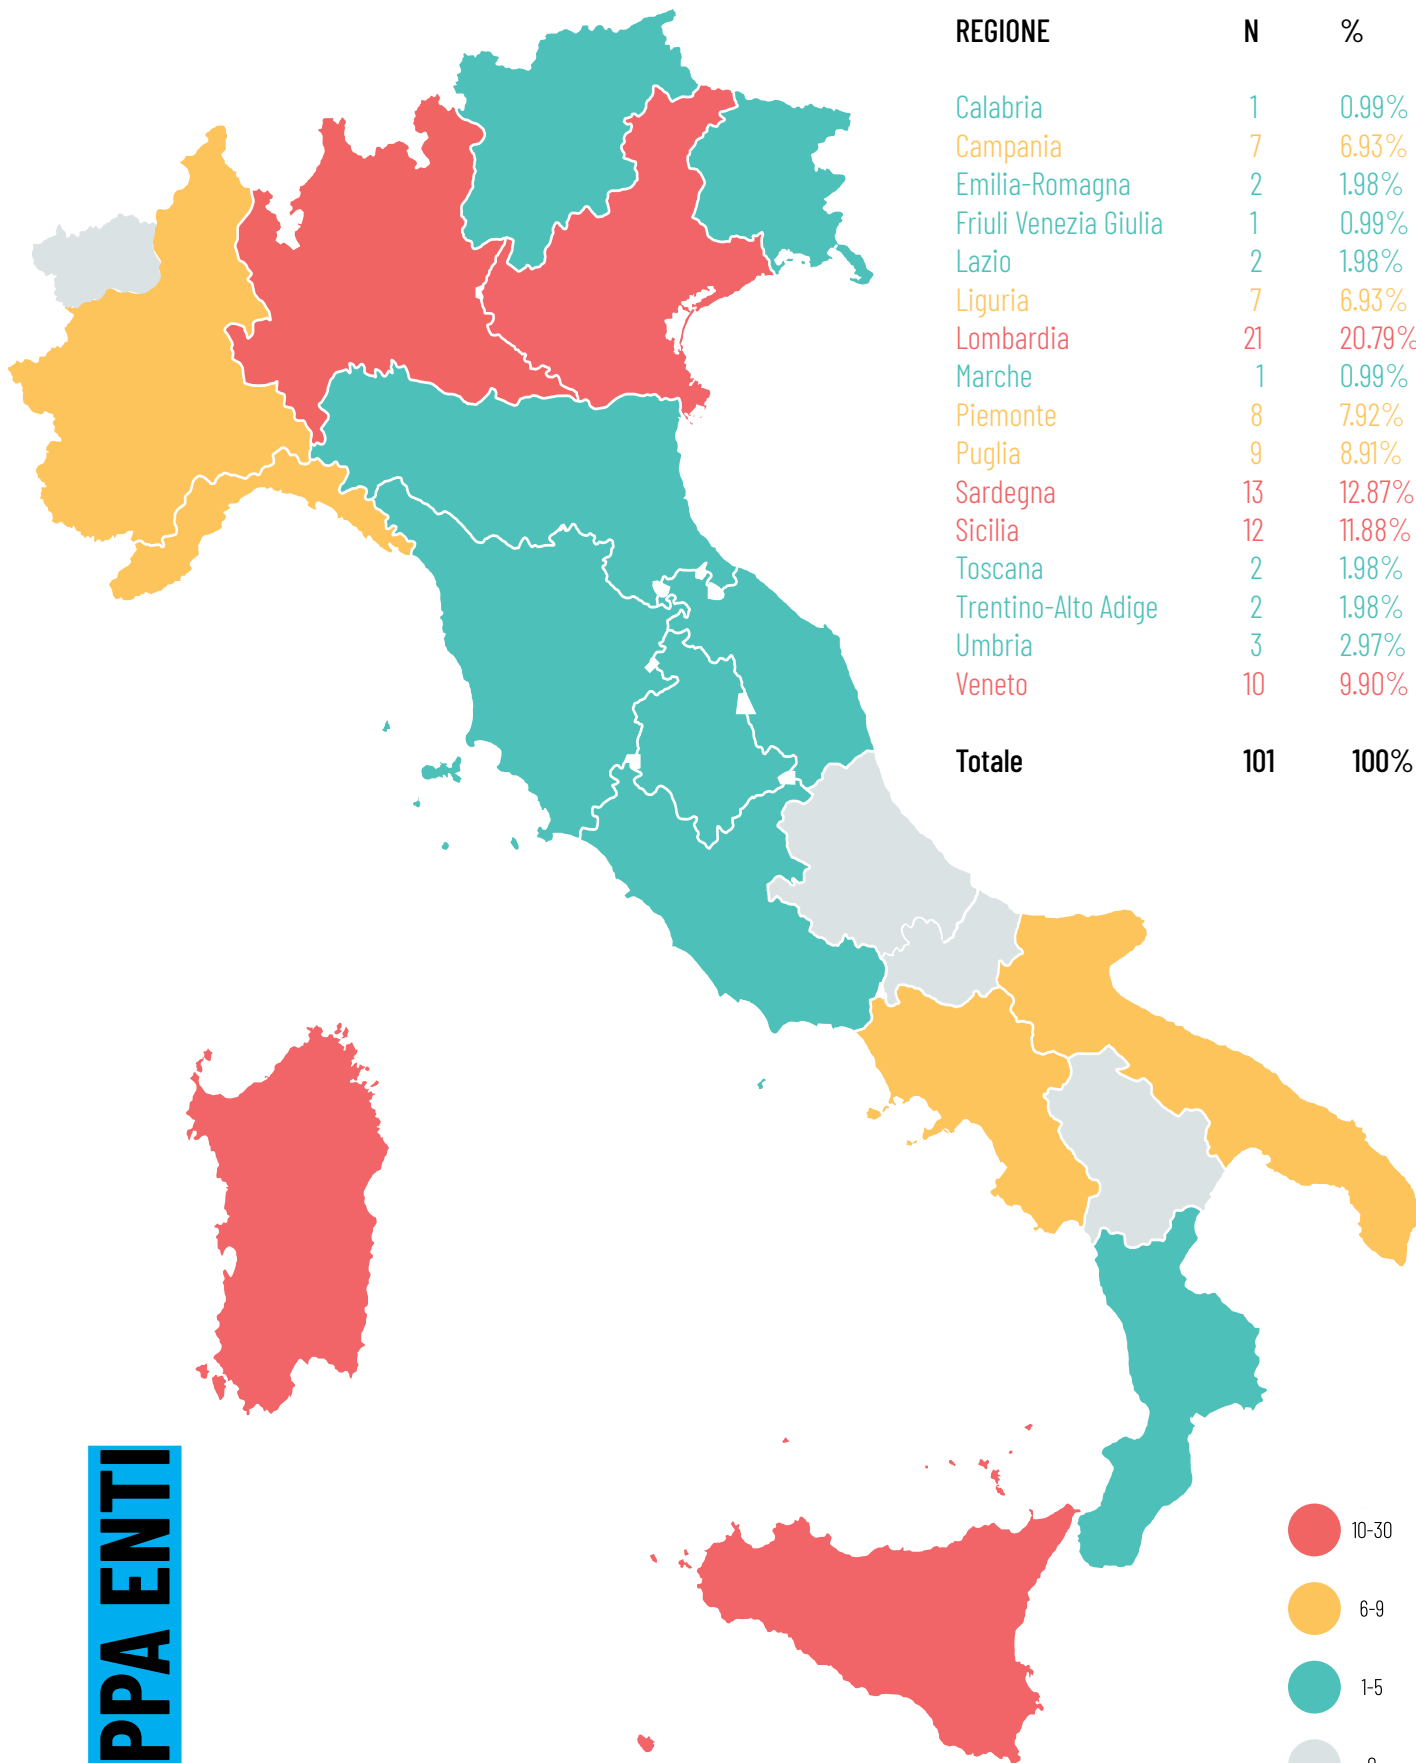 REGIONE N %
Calabria 1 0.99%
Campania 7 6.93%
Emilia-Romagna 2 1.98%
Friuli Venezia Giulia 1 0.99%
Lazio 2 1.98%
Liguria 7 6.93%
Lombardia 21 20.79%
Marche 1 0.99%
Piemonte 8 7.92%
Puglia 9 8.91%
Sardegna 13 12.87%
Sicilia 12 11.88%
Toscana 2 1.98%
Trentino-Alto Adige 2 1.98%
Umbria 3 2.97%
Veneto 10 9.90%
Totale 101 100%
PPA ENTI
10-30
6-9
1-5